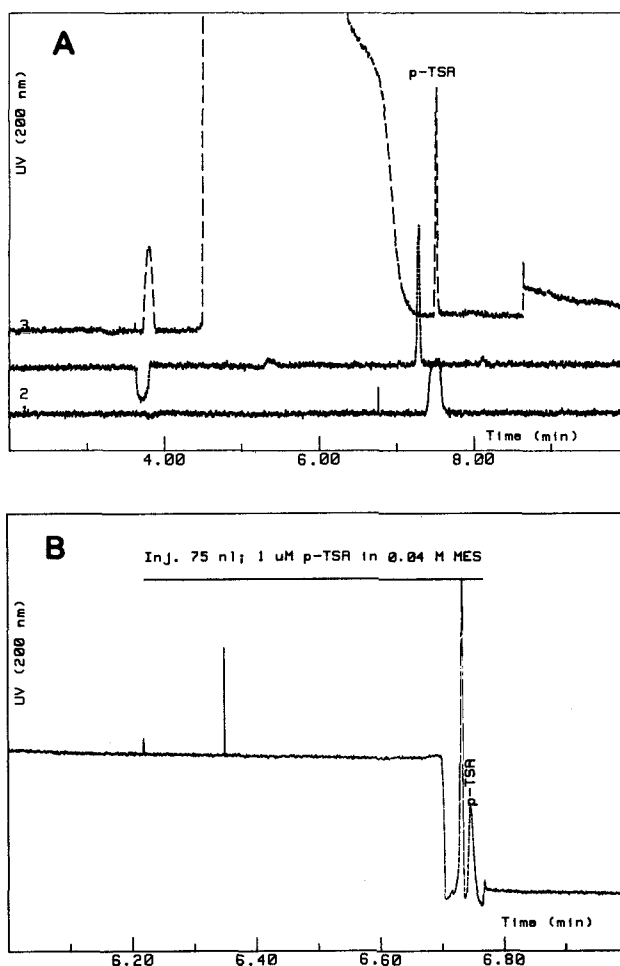 A
p-TSA
UV (200 nm)
3
2
1
Time (min)
4.00 6.00 8.00
B
Inj. 75 nl; 1 uM p-TSA in 0.04 M MES
UV (200 nm)
p-TSA
Time (min)
6.20 6.40 6.60 6.80